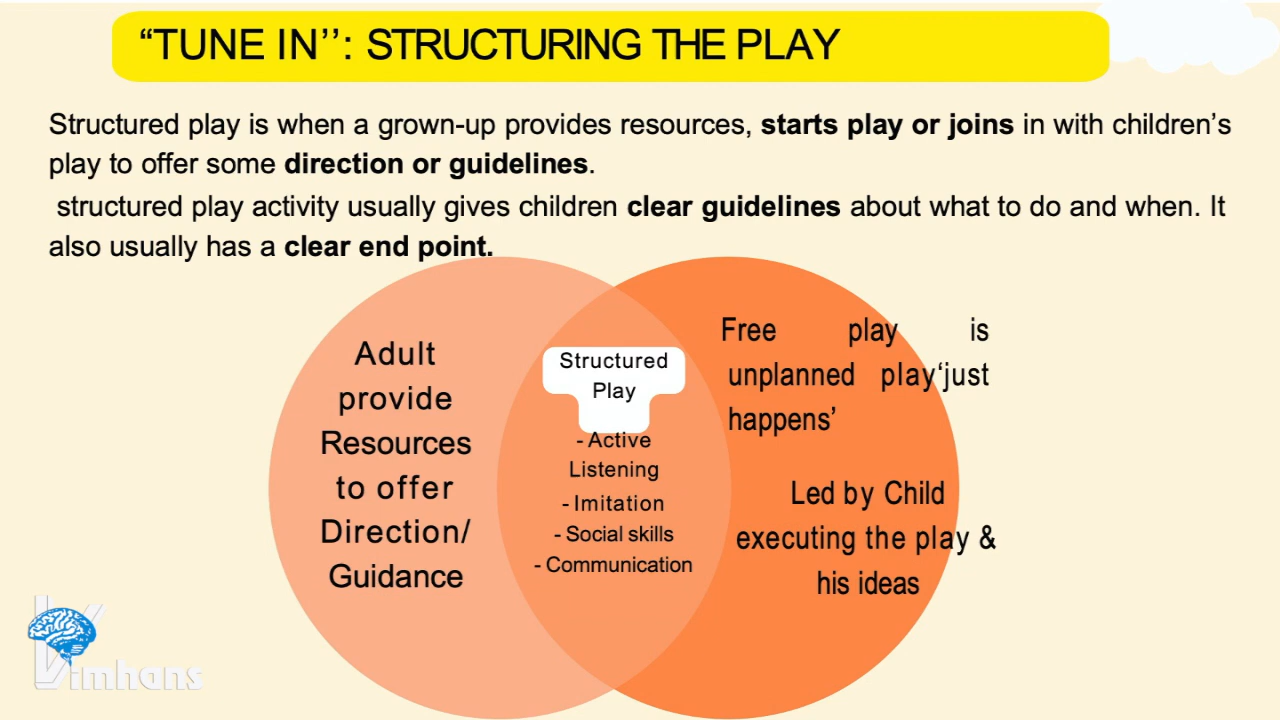 “TUNE IN’’: STRUCTURING THE PLAY
Structured play is when a grown-up provides resources, starts play or joins in with children’s
play to offer some direction or guidelines.
structured play activity usually gives children clear guidelines about what to do and when. It
also usually has a clear end point.
Adult
provide
Resources
to offer
Direction/
Guidance
Structured
Play
- Active
Listening
- Imitation
- Social skills
- Communication
Free play is
unplanned play‘just
happens’
Led by Child
executing the play &
his ideas
Vimhans